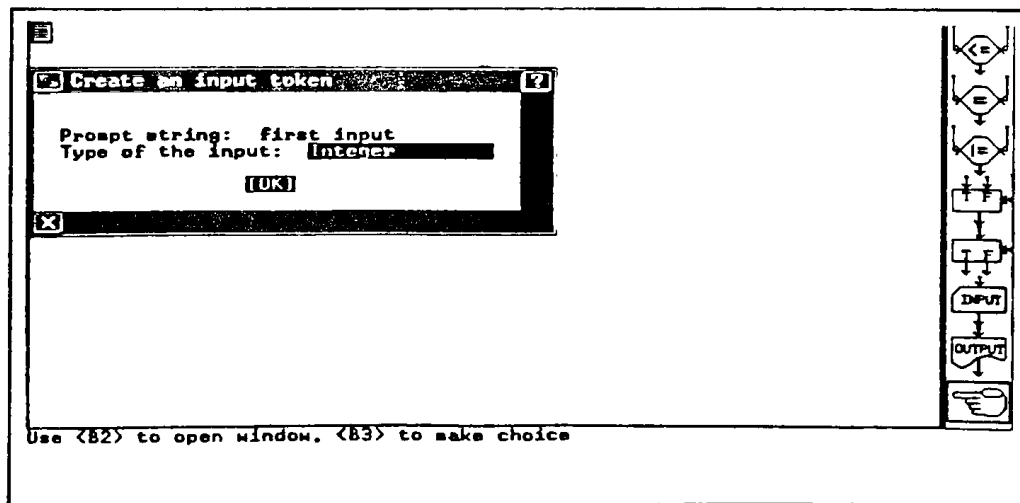 Create an input token
?
Prompt string: first input
Type of the input: Integer
[OK]
X
<=
=
!=
T F
T F
INPUT
OUTPUT
Use <B2> to open window, <B3> to make choice